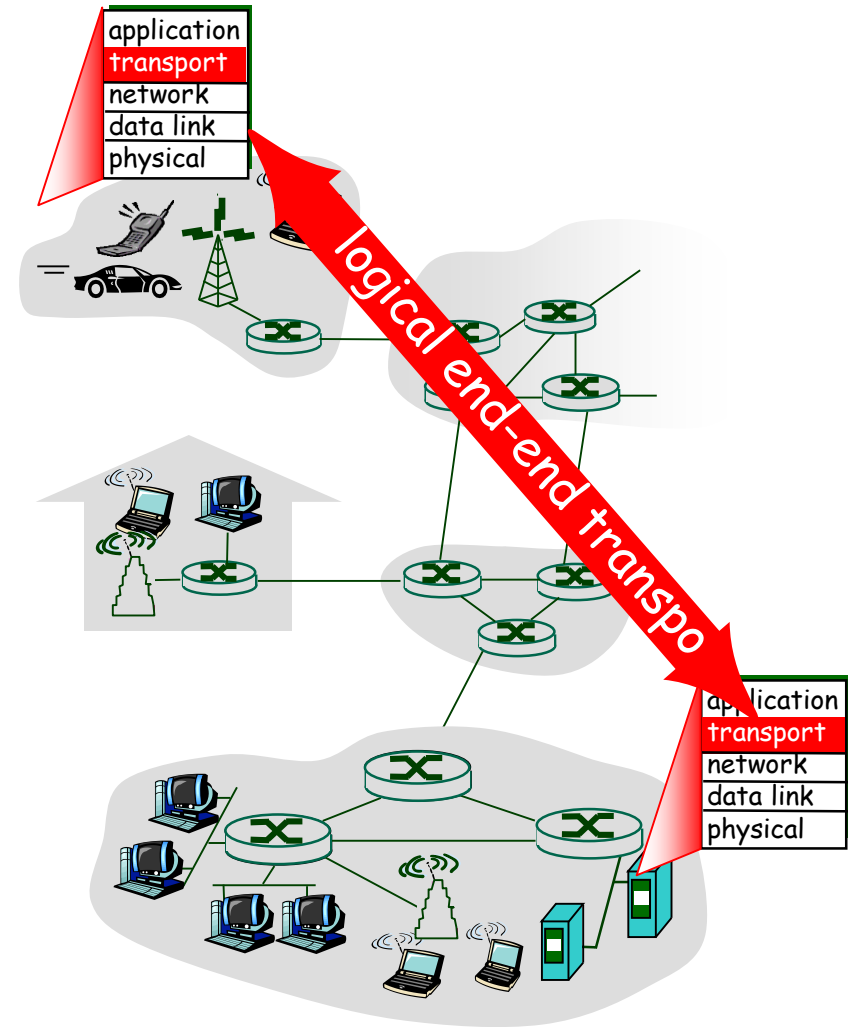 application
transport
network
data link
physical
logical end-end transpo
application
transport
network
data link
physical